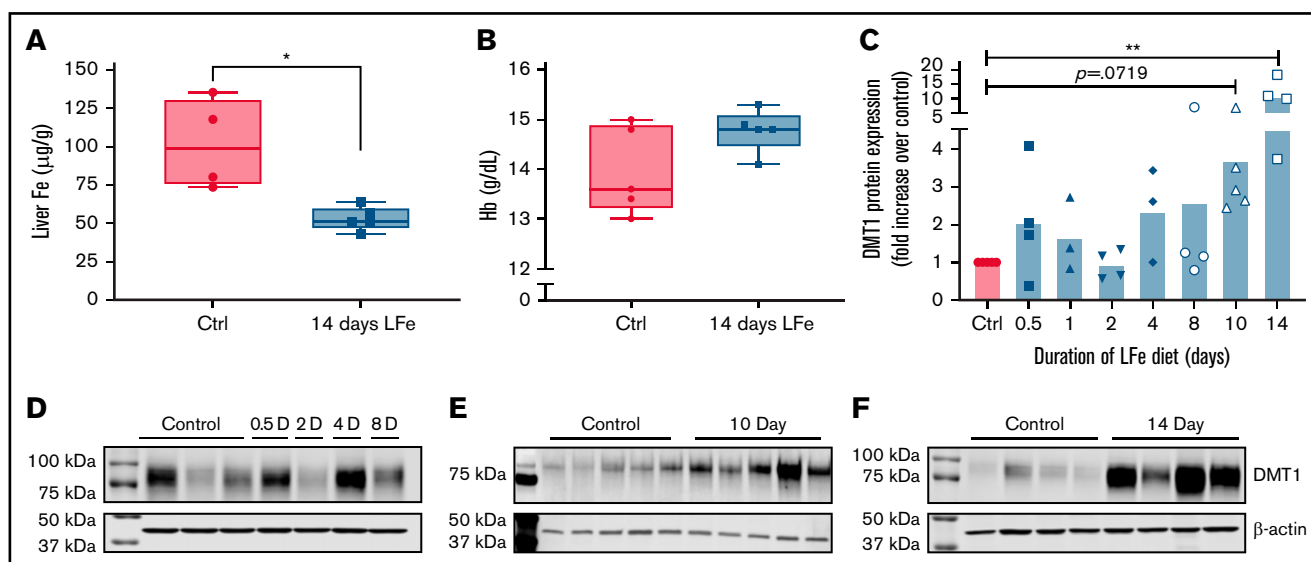 A
Liver Fe (μg/g)
150
125
100
75
50
25
0
*
Ctrl
14 days LFe
B
Hb (g/dL)
16
15
14
13
12
0
Ctrl
14 days LFe
C
DMT1 protein expression
(fold increase over control)
20
15
10
5
4
3
2
1
0
**
p=.0719
Ctrl
0.5
1
2
4
8
10
14
Duration of LFe diet (days)
D
Control
0.5 D
2 D
4 D
8 D
100 kDa
75 kDa
50 kDa
37 kDa
E
Control
10 Day
75 kDa
50 kDa
37 kDa
F
Control
14 Day
100 kDa
75 kDa
DMT1
50 kDa
37 kDa
β-actin